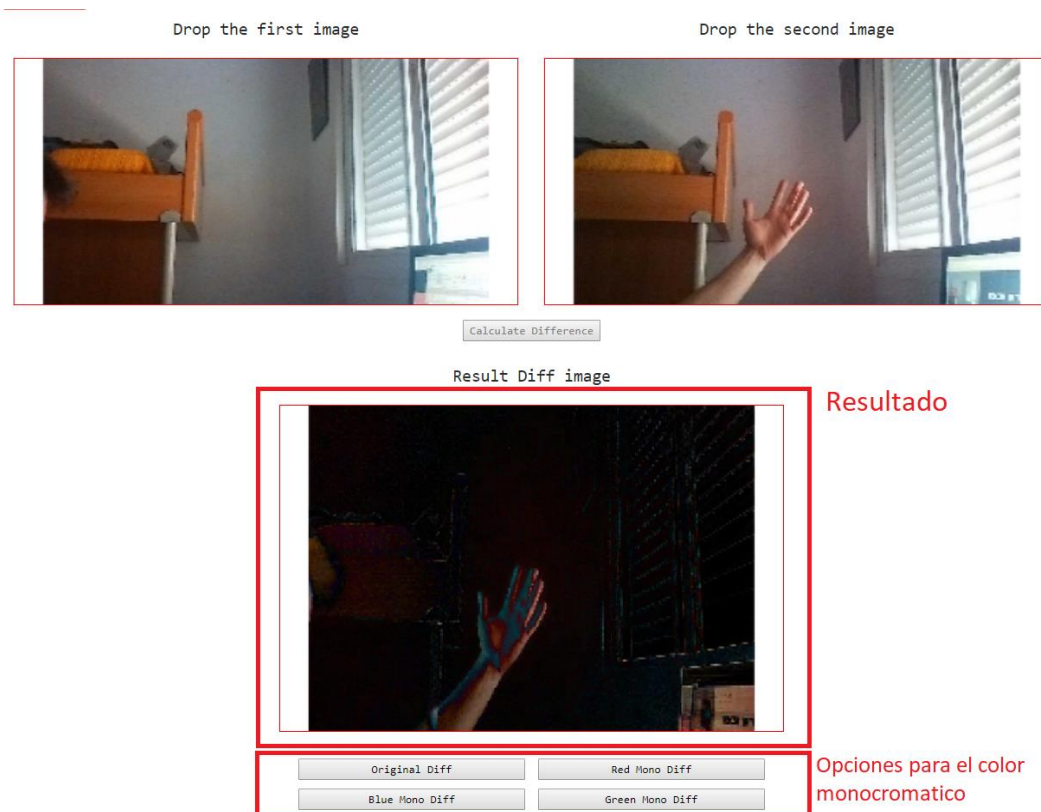 Drop the first image
Drop the second image
Calculate Difference
Result Diff image
Resultado
Original Diff
Red Mono Diff
Blue Mono Diff
Green Mono Diff
Opciones para el color
monocromatico